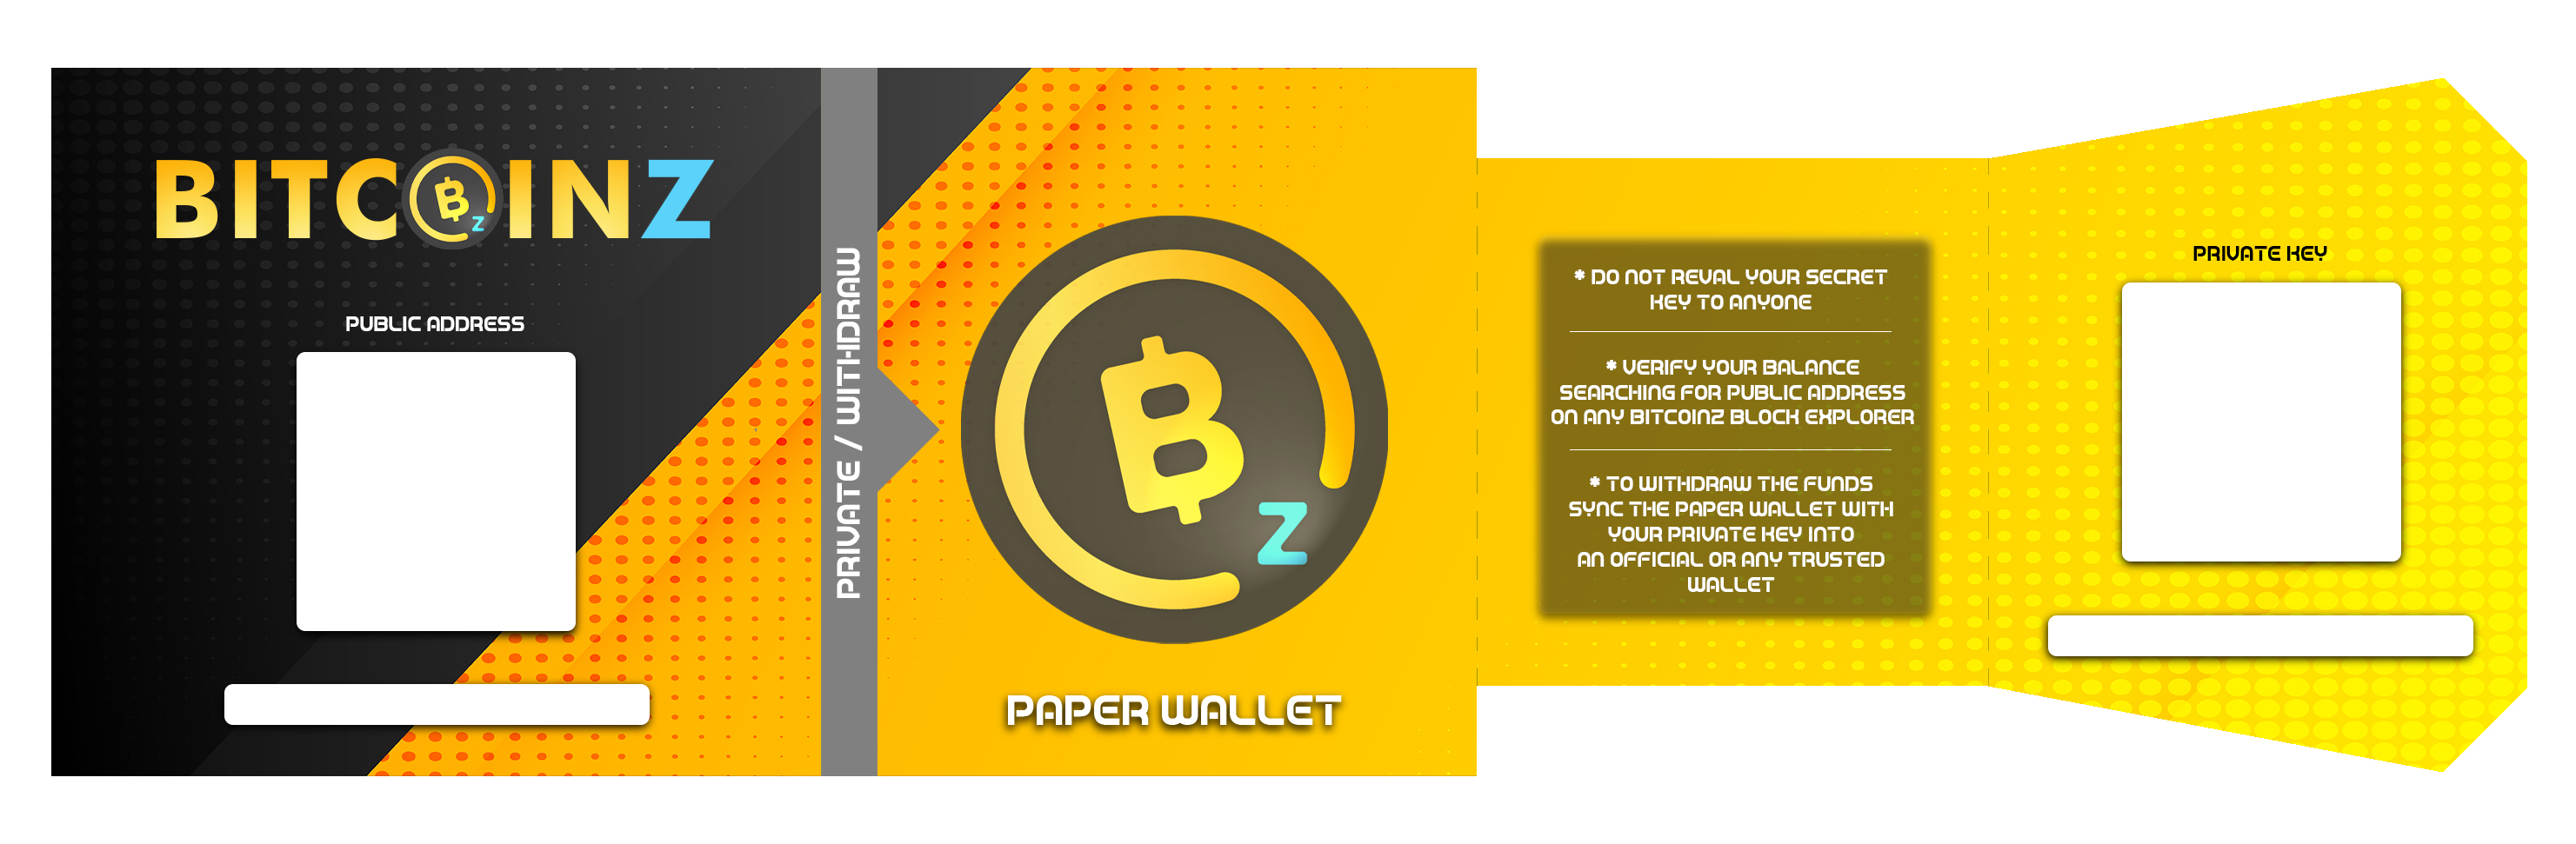 BITCOINZ
PUBLIC ADDRESS
PRIVATE / WITHDRAW
B
Z
PAPER WALLET
* DO NOT REVAL YOUR SECRET
KEY TO ANYONE
* VERIFY YOUR BALANCE
SEARCHING FOR PUBLIC ADDRESS
ON ANY BITCOINZ BLOCK EXPLORER
* TO WITHDRAW THE FUNDS
SYNC THE PAPER WALLET WITH
YOUR PRIVATE KEY INTO
AN OFFICIAL OR ANY TRUSTED
WALLET
PRIVATE KEY